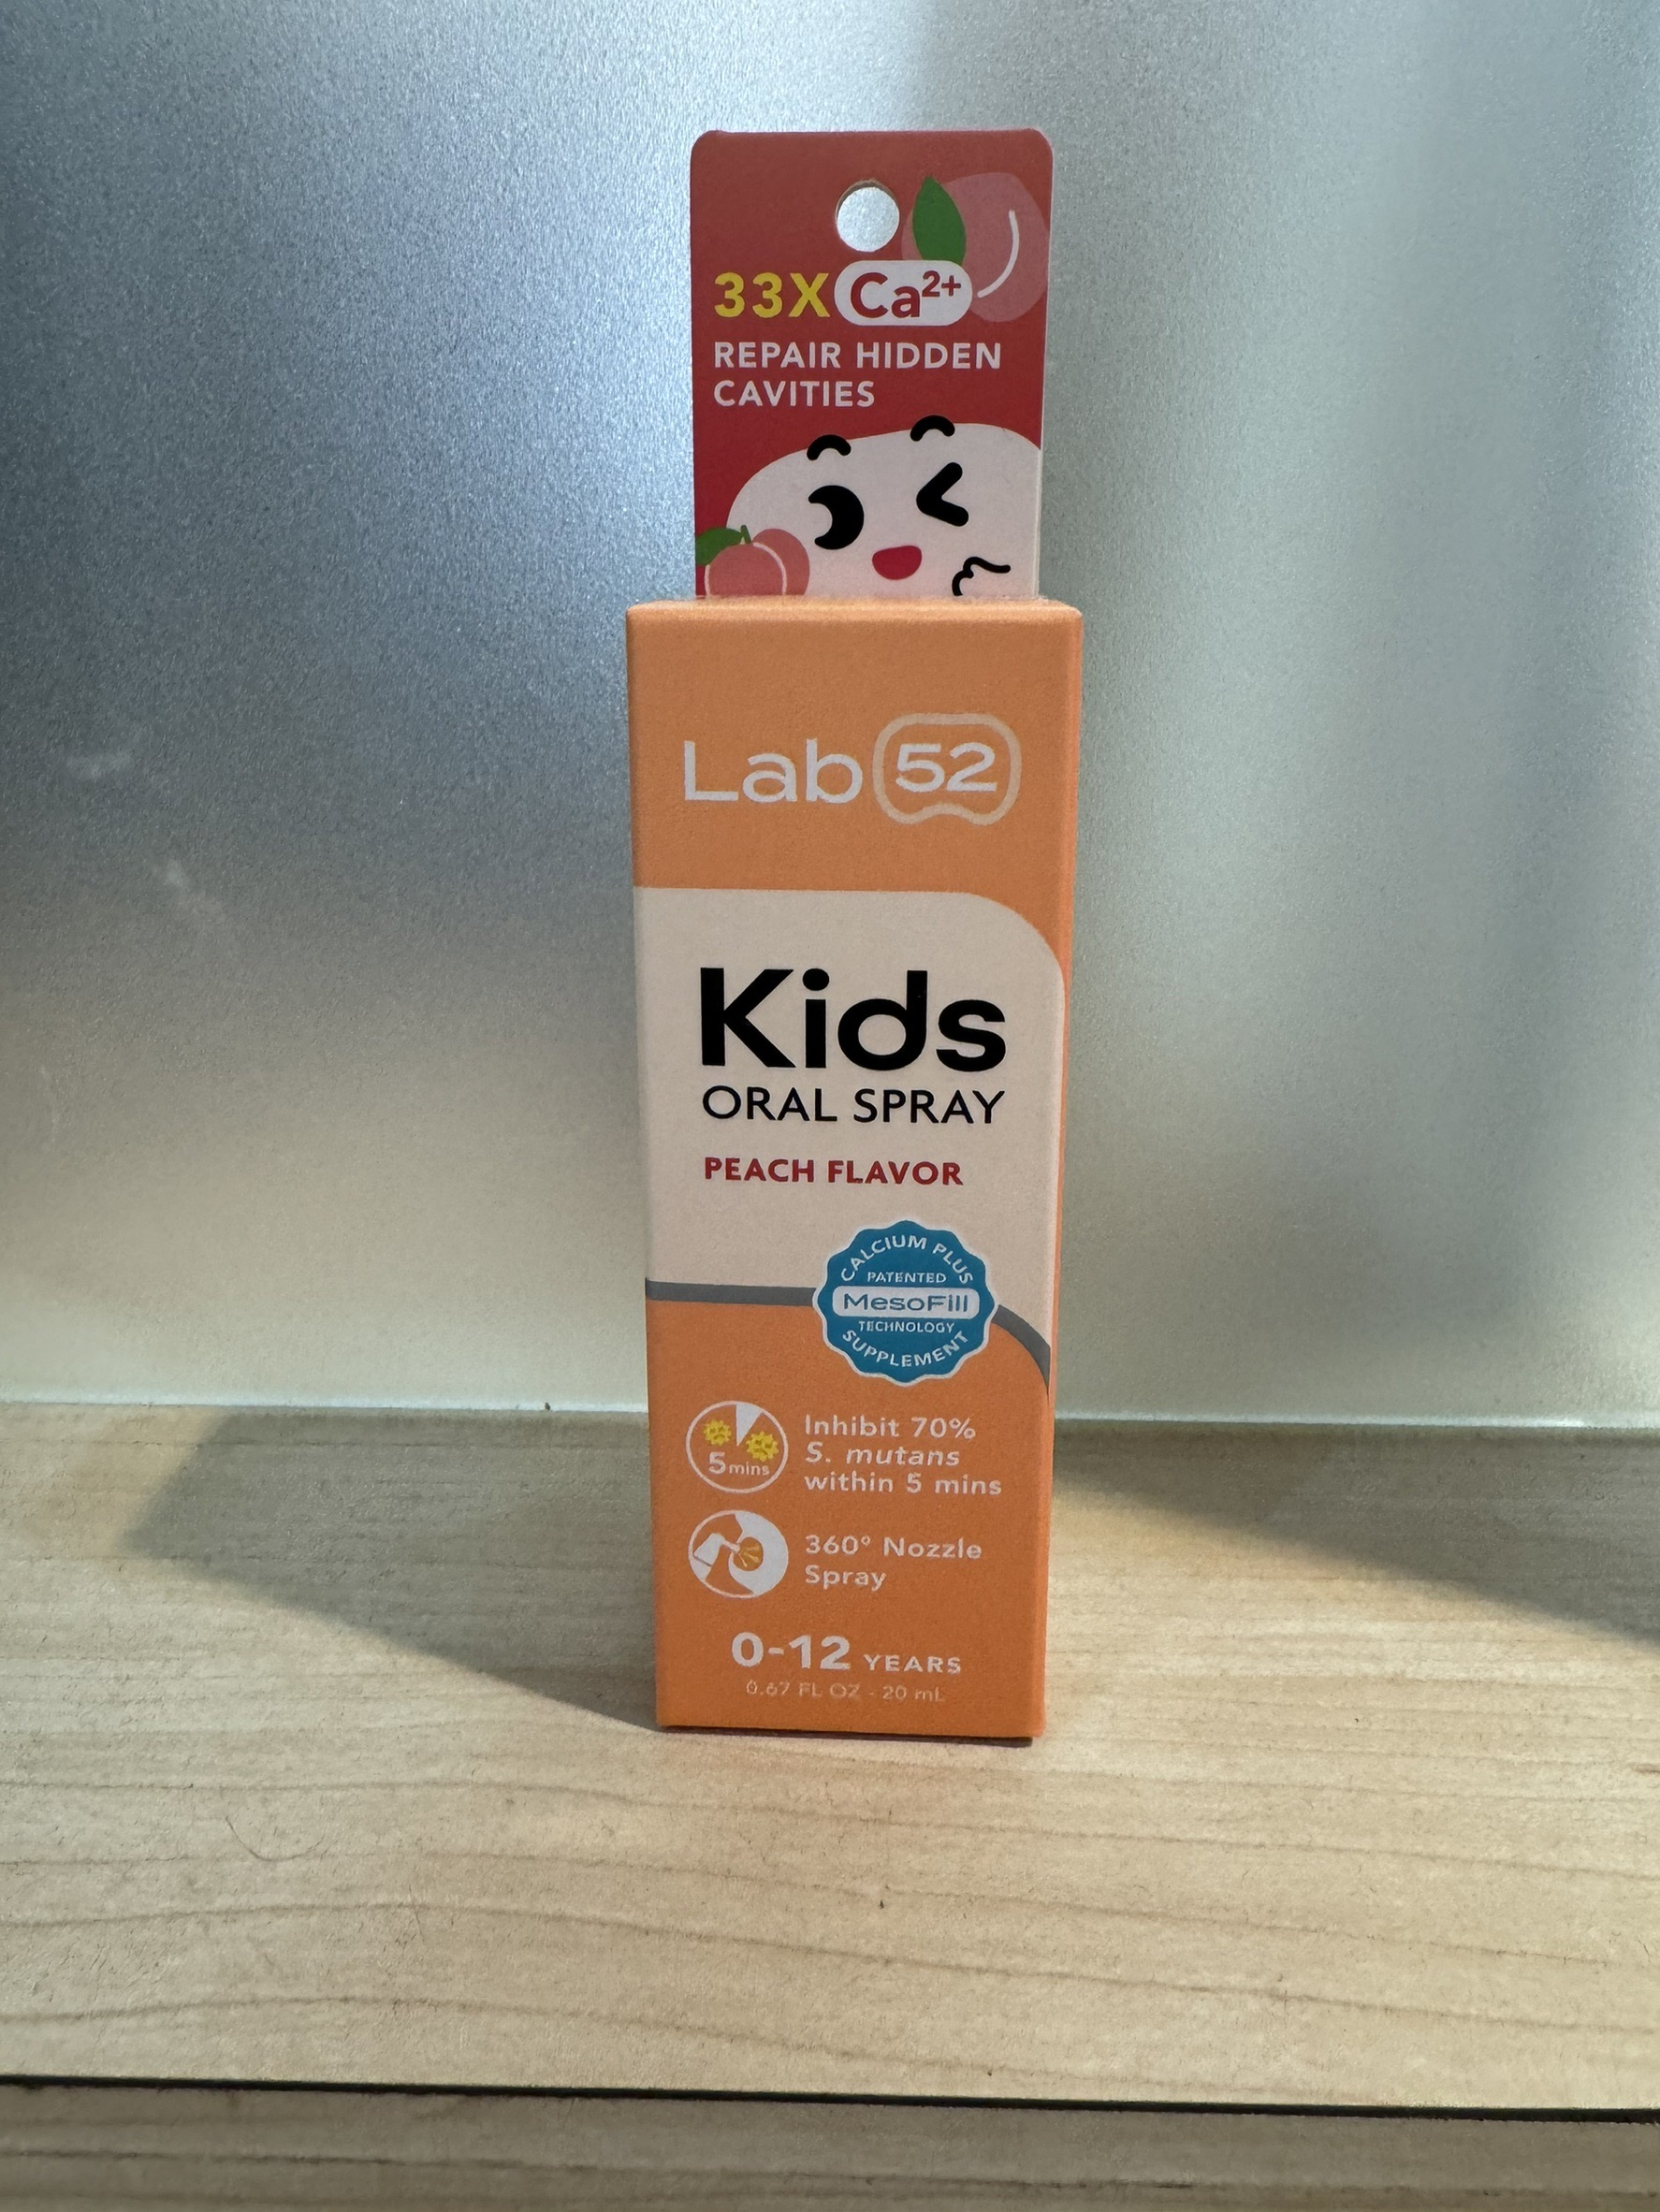 33X Ca²⁺
REPAIR HIDDEN
CAVITIES
Lab 52
Kids
ORAL SPRAY
PEACH FLAVOR
CALCIUM PLUS
PATENTED
MesoFill
TECHNOLOGY
SUPPLEMENT
5mins
Inhibit 70%
S. mutans
within 5 mins
360° Nozzle
Spray
0-12 YEARS
0.67 FL OZ - 20 mL